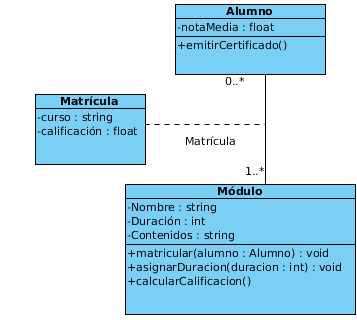 Alumno
-notaMedia : float
+emitirCertificado()
0..*
Matrícula
-curso : string
-calificación : float
Matrícula
1..*
Módulo
-Nombre : string
-Duración : int
-Contenidos : string
+matricular(alumno : Alumno) : void
+asignarDuracion(duracion : int) : void
+calcularCalificacion()